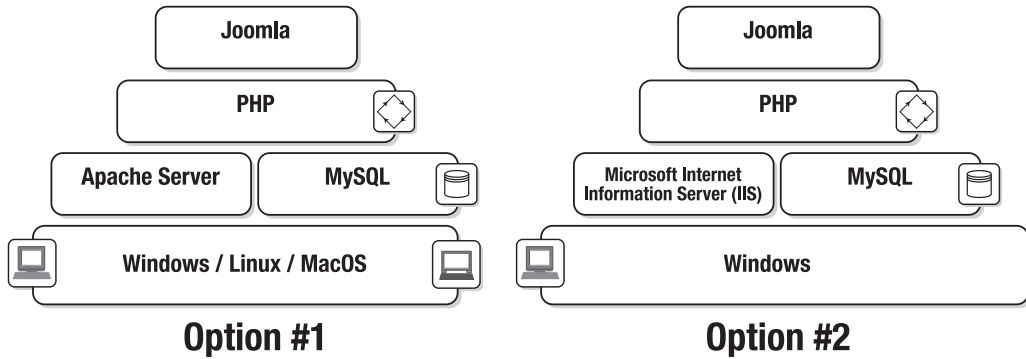 Joomla
PHP
Apache Server
MySQL
Windows / Linux / MacOS
Option #1
Joomla
PHP
Microsoft Internet
Information Server (IIS)
MySQL
Windows
Option #2